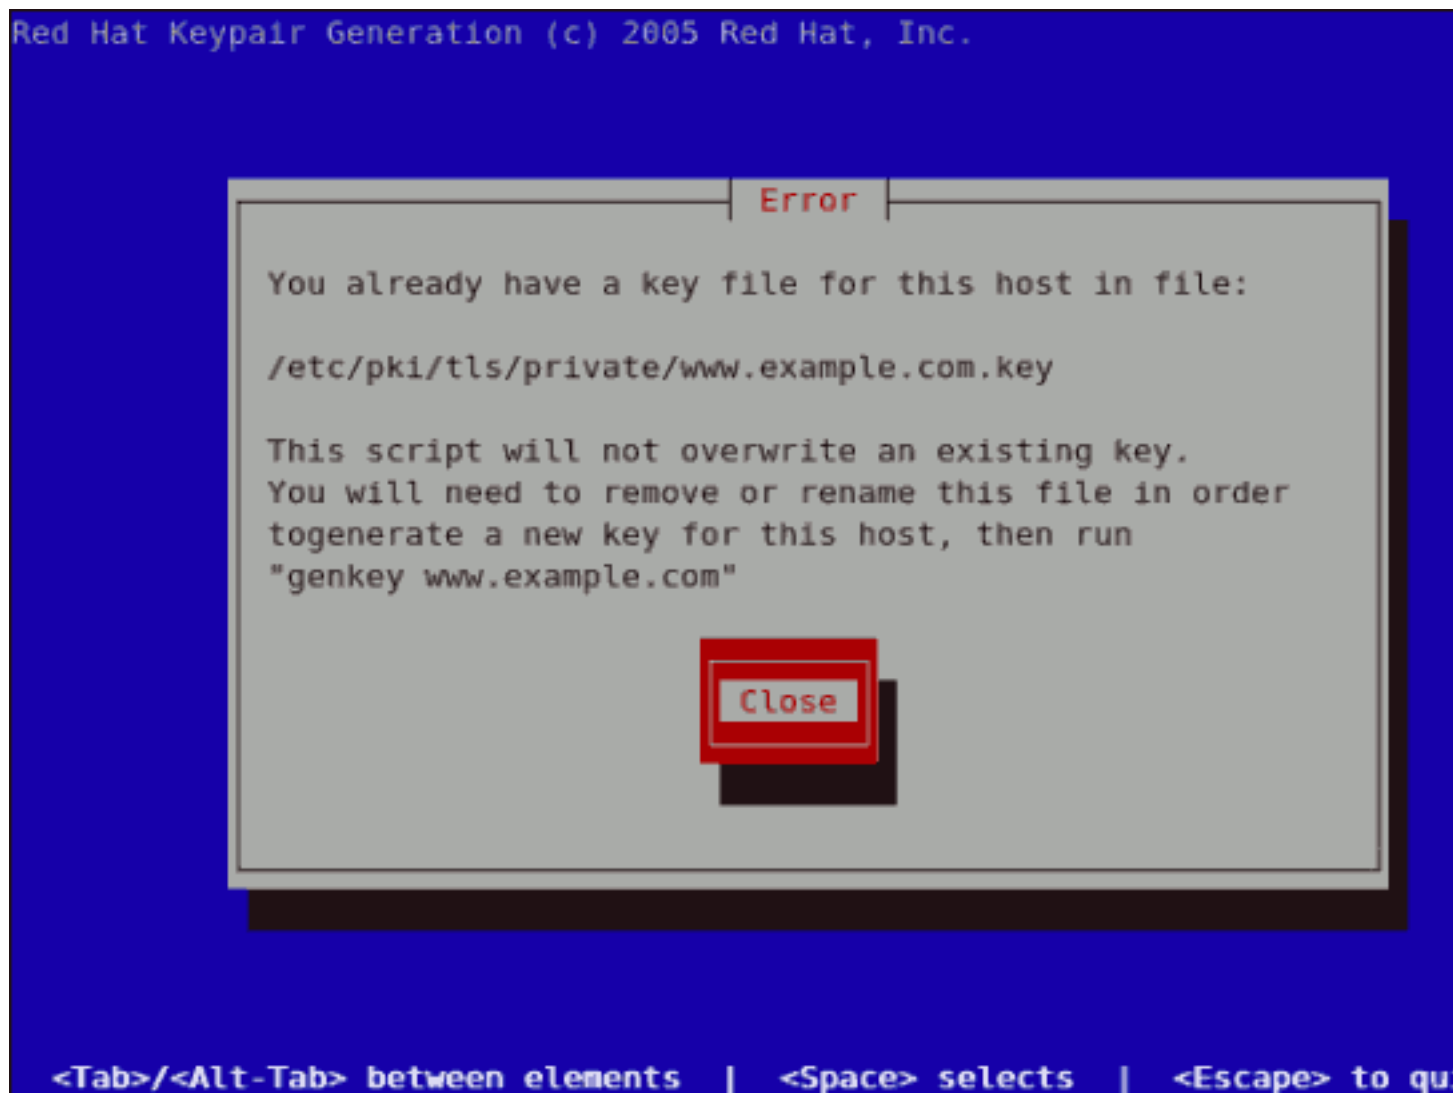 Red Hat Keypair Generation (c) 2005 Red Hat, Inc.
Error
You already have a key file for this host in file:
/etc/pki/tls/private/www.example.com.key
This script will not overwrite an existing key.
You will need to remove or rename this file in order
togenerate a new key for this host, then run
"genkey www.example.com"
Close
<Tab>/<Alt-Tab> between elements | <Space> selects | <Escape> to qu